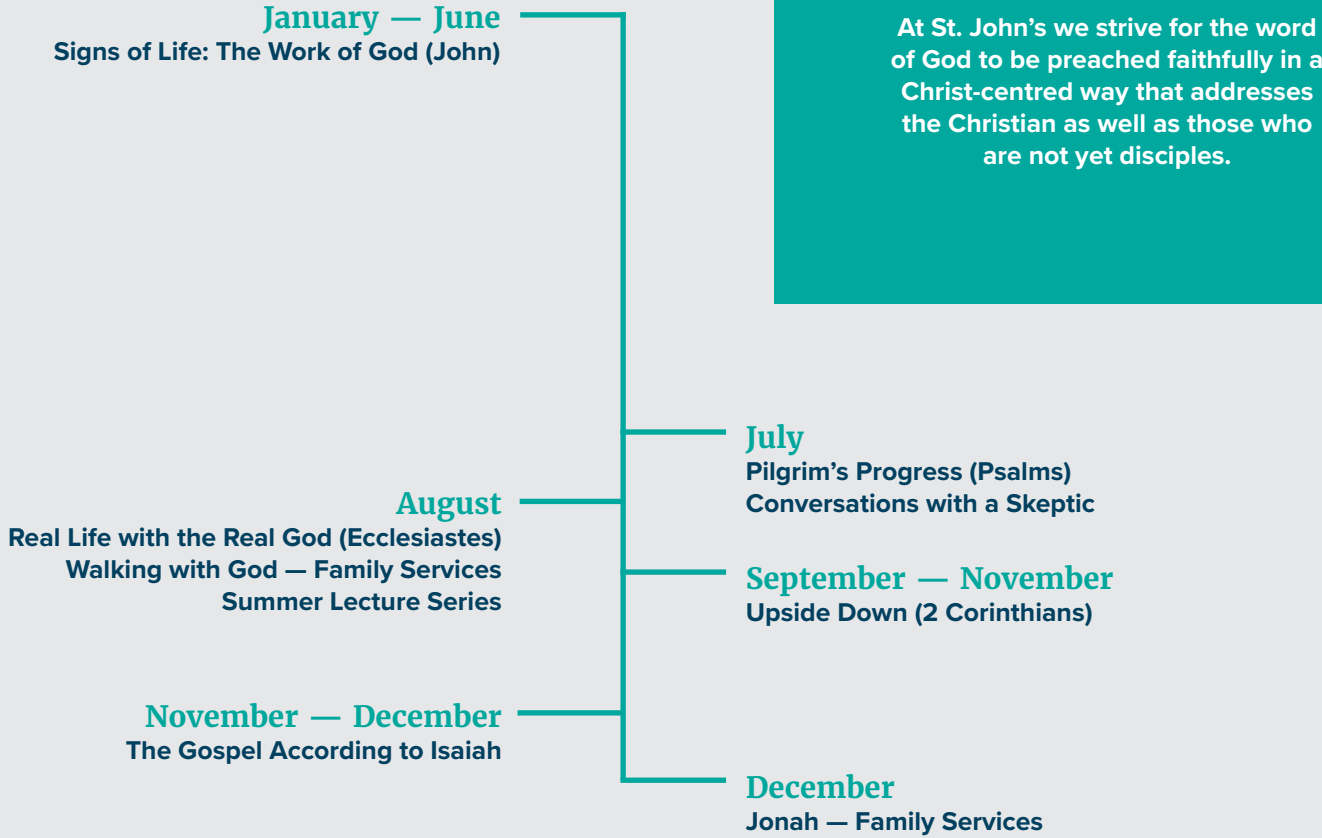 January — June
Signs of Life: The Work of God (John)
At St. John’s we strive for the word
of God to be preached faithfully in a
Christ-centred way that addresses
the Christian as well as those who
are not yet disciples.
July
Pilgrim’s Progress (Psalms)
Conversations with a Skeptic
August
Real Life with the Real God (Ecclesiastes)
Walking with God — Family Services
Summer Lecture Series
September — November
Upside Down (2 Corinthians)
November — December
The Gospel According to Isaiah
December
Jonah — Family Services